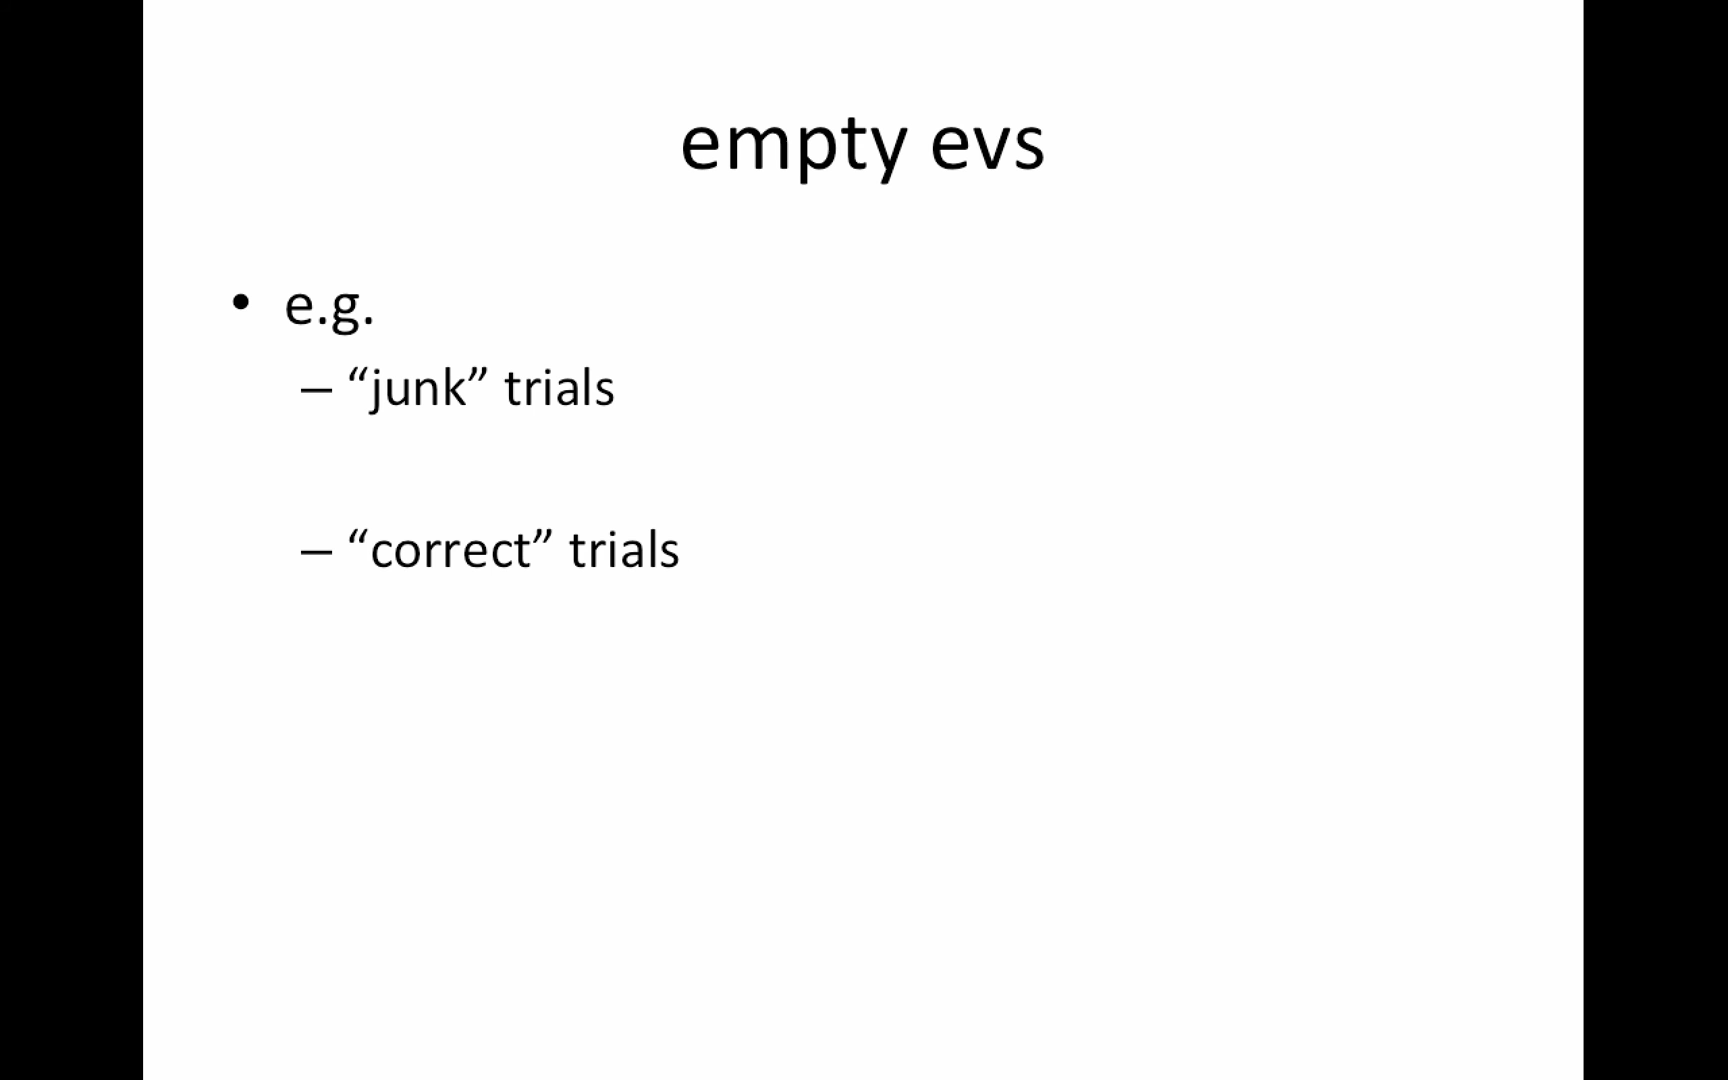 empty evs
• e.g.
– “junk” trials
– “correct” trials